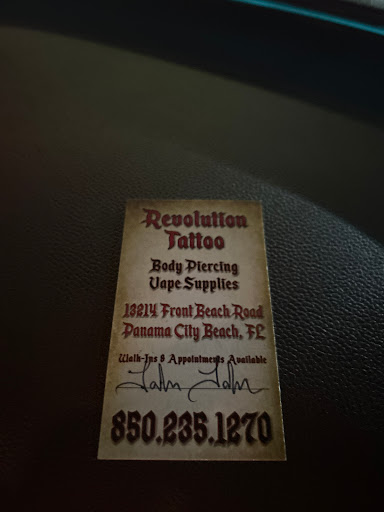 Revolution
Tattoo
Body Piercing
Vape Supplies
13214 Front Beach Road
Panama City Beach, FL
Walk-Ins & Appointments Available
850.235.1270